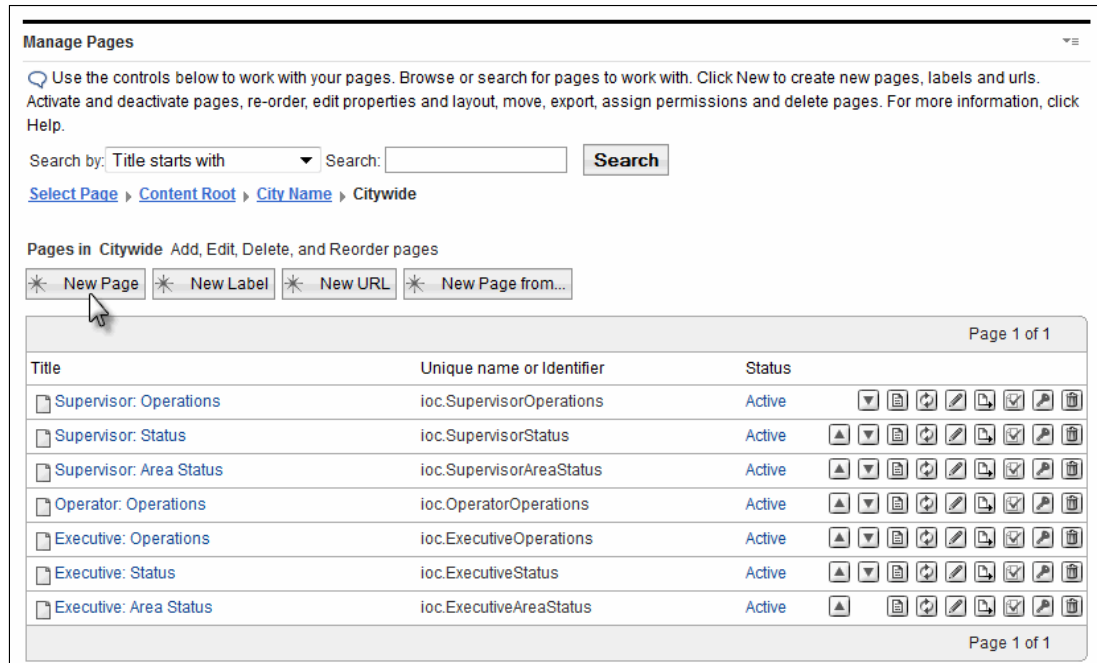 Manage Pages
Use the controls below to work with your pages. Browse or search for pages to work with. Click New to create new pages, labels and urls.
Activate and deactivate pages, re-order, edit properties and layout, move, export, assign permissions and delete pages. For more information, click
Help.
Search by: Title starts with Search: Search
Select Page Content Root City Name Citywide
Pages in Citywide Add, Edit, Delete, and Reorder pages
New Page New Label New URL New Page from...
Page 1 of 1
Title Unique name or Identifier Status
Supervisor: Operations ioc.SupervisorOperations Active
Supervisor: Status ioc.SupervisorStatus Active
Supervisor: Area Status ioc.SupervisorAreaStatus Active
Operator: Operations ioc.OperatorOperations Active
Executive: Operations ioc.ExecutiveOperations Active
Executive: Status ioc.ExecutiveStatus Active
Executive: Area Status ioc.ExecutiveAreaStatus Active
Page 1 of 1